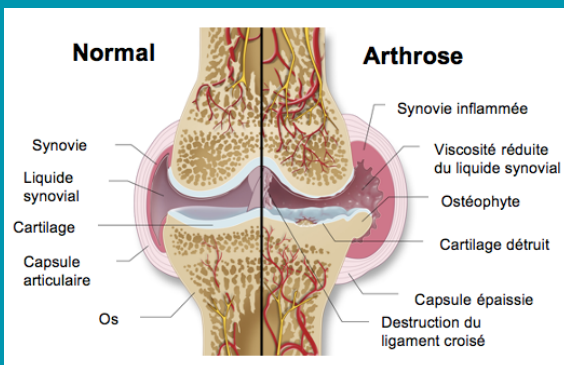 Normal
Arthrose
Synovie
Liquide
synovial
Cartilage
Capsule
articulaire
Os
Synovie inflammée
Viscosité réduite
du liquide synovial
Ostéophyte
Cartilage détruit
Capsule épaissie
Destruction du
ligament croisé